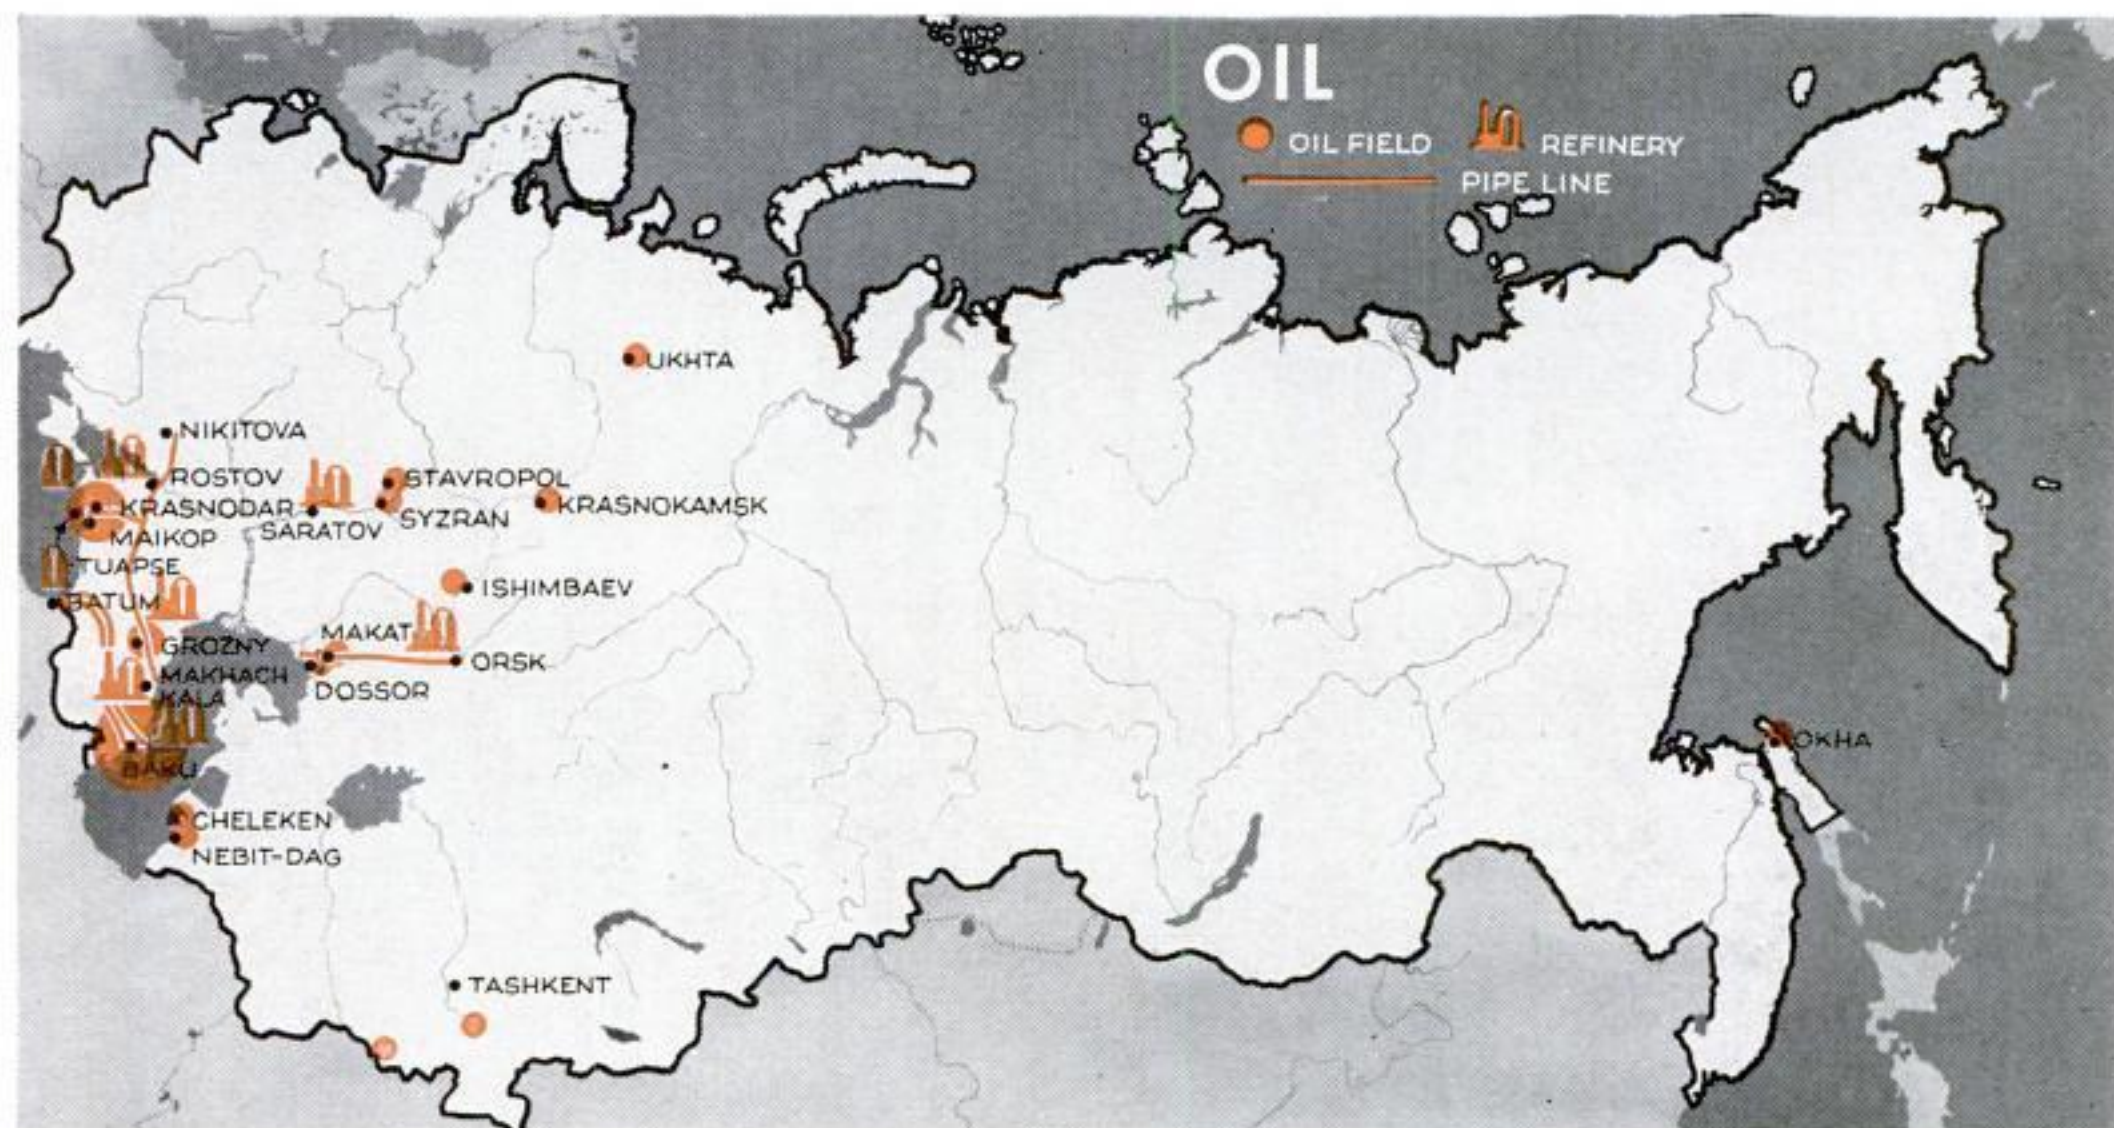 OIL
OIL FIELD
REFINERY
PIPE LINE
UKHTA
NIKITOVA
ROSTOV
STAVROPOL
KRASNODAR
KRASNOKAMSK
SYZRAN
SARATOV
MAIKOP
TUAPSE
ISHIMBAEV
BATUM
MAKAT
GROZNY
ORSK
MAKHACH
KALA
DOSSOR
OKHA
BAKU
CHELEKEN
NEBIT-DAG
TASHKENT